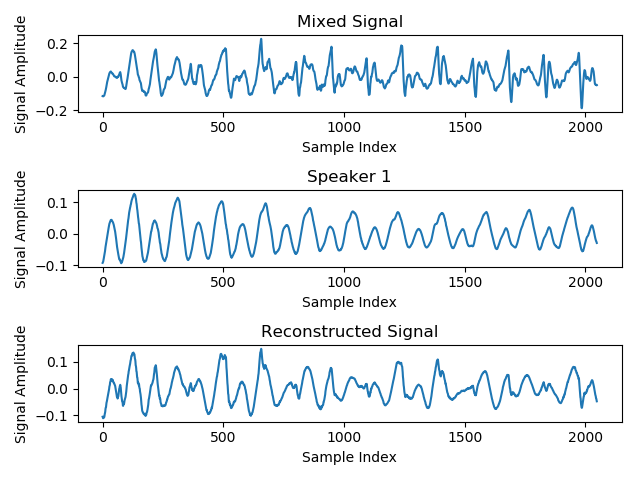 Mixed Signal
Signal Amplitude
0.2
0.0
−0.2
0
500
1000
1500
2000
Sample Index
Speaker 1
Signal Amplitude
0.1
0.0
−0.1
0
500
1000
1500
2000
Sample Index
Reconstructed Signal
Signal Amplitude
0.1
0.0
−0.1
0
500
1000
1500
2000
Sample Index